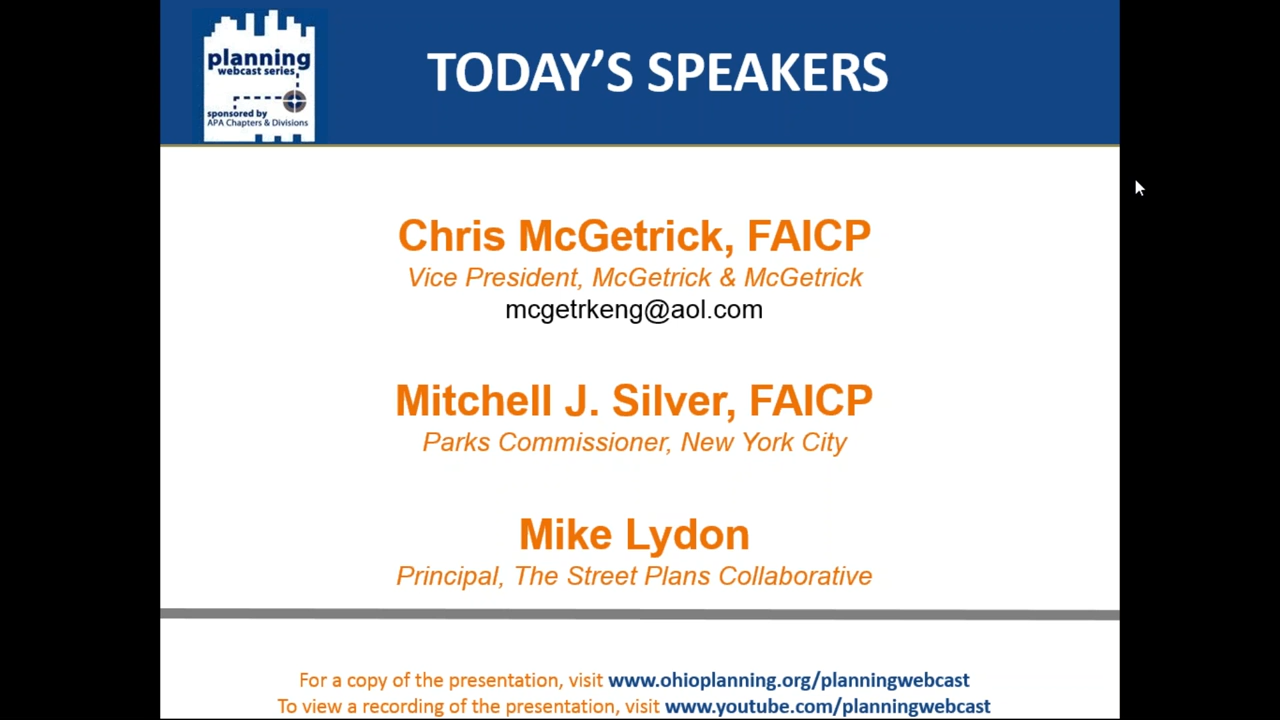 planning
webcast series
sponsored by
APA Chapters & Divisions
TODAY'S SPEAKERS
Chris McGetrick, FAICP
Vice President, McGetrick & McGetrick
mcgetrkeng@aol.com
Mitchell J. Silver, FAICP
Parks Commissioner, New York City
Mike Lydon
Principal, The Street Plans Collaborative
For a copy of the presentation, visit www.ohioplanning.org/planningwebcast
To view a recording of the presentation, visit www.youtube.com/planningwebcast